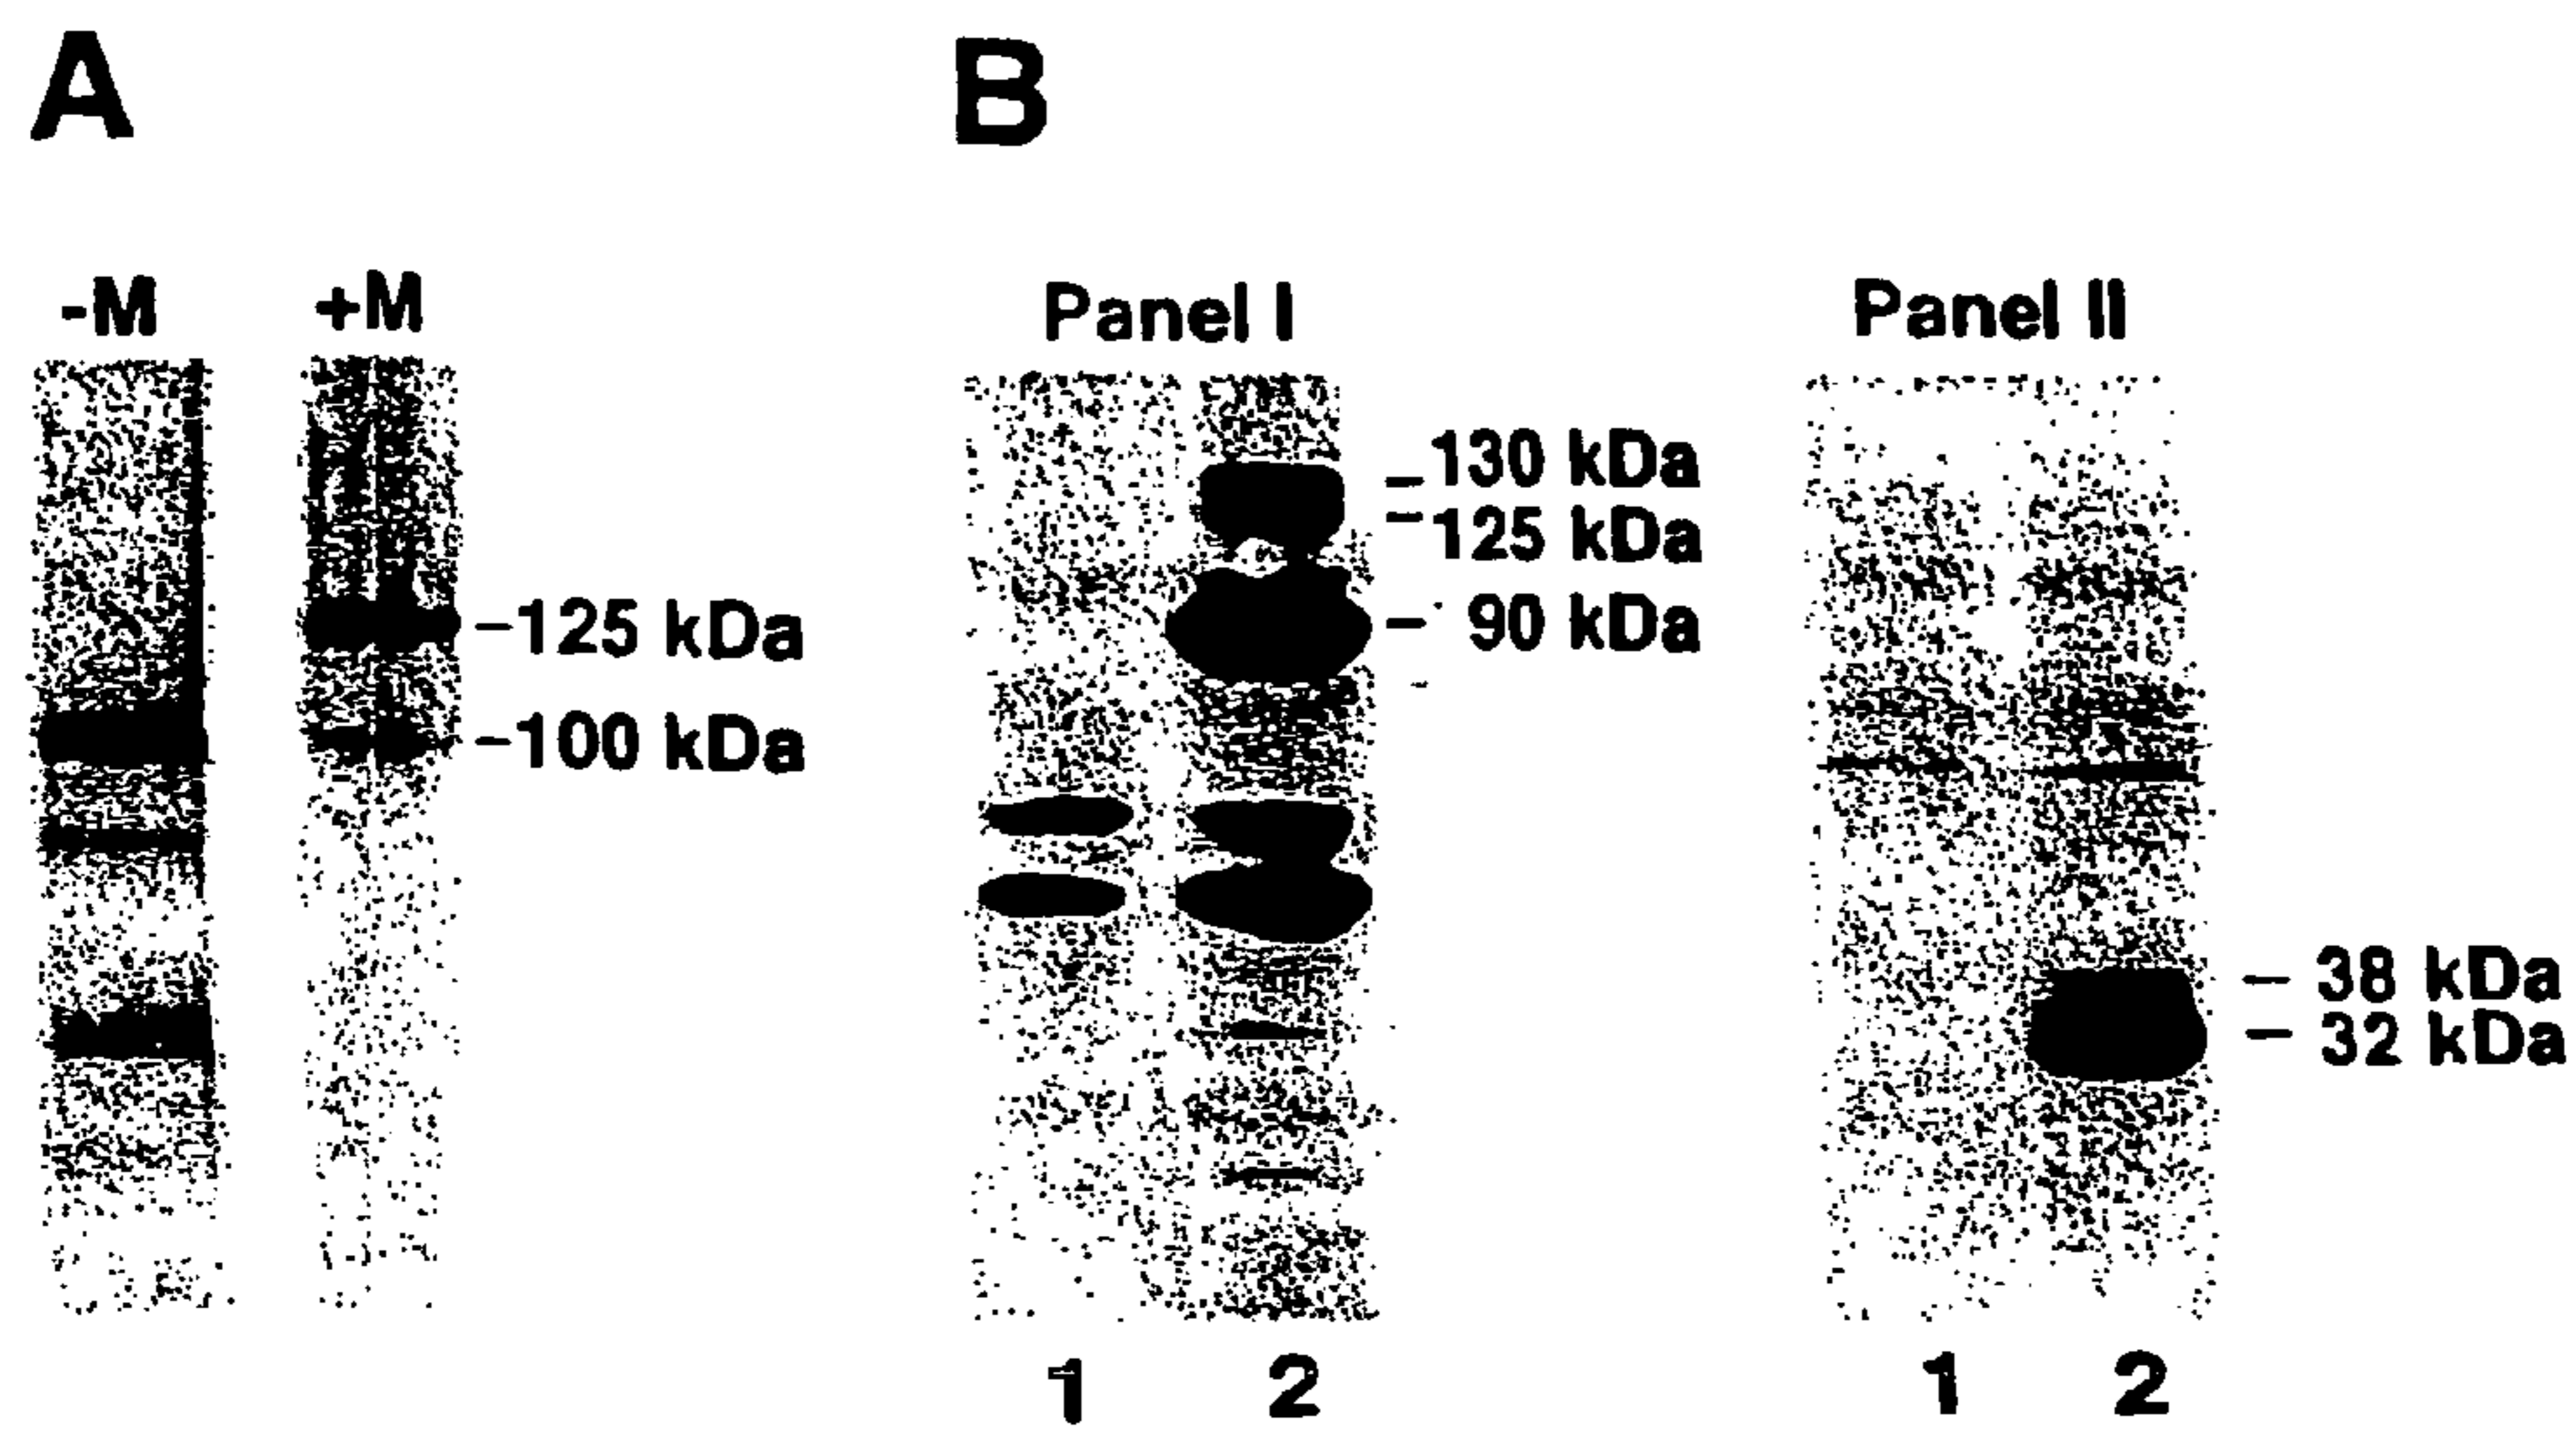 A
B
-M
+M
Panel I
Panel II
-125 kDa
-100 kDa
130 kDa
125 kDa
90 kDa
38 kDa
32 kDa
1
2
1
2